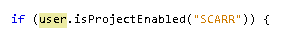 if (user.isProjectEnabled("SCARR")) {